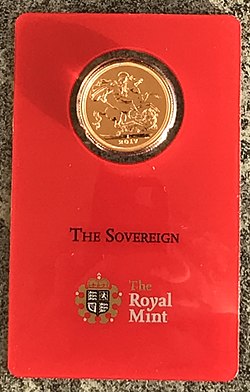 2017
THE SOVEREIGN
The
Royal
Mint